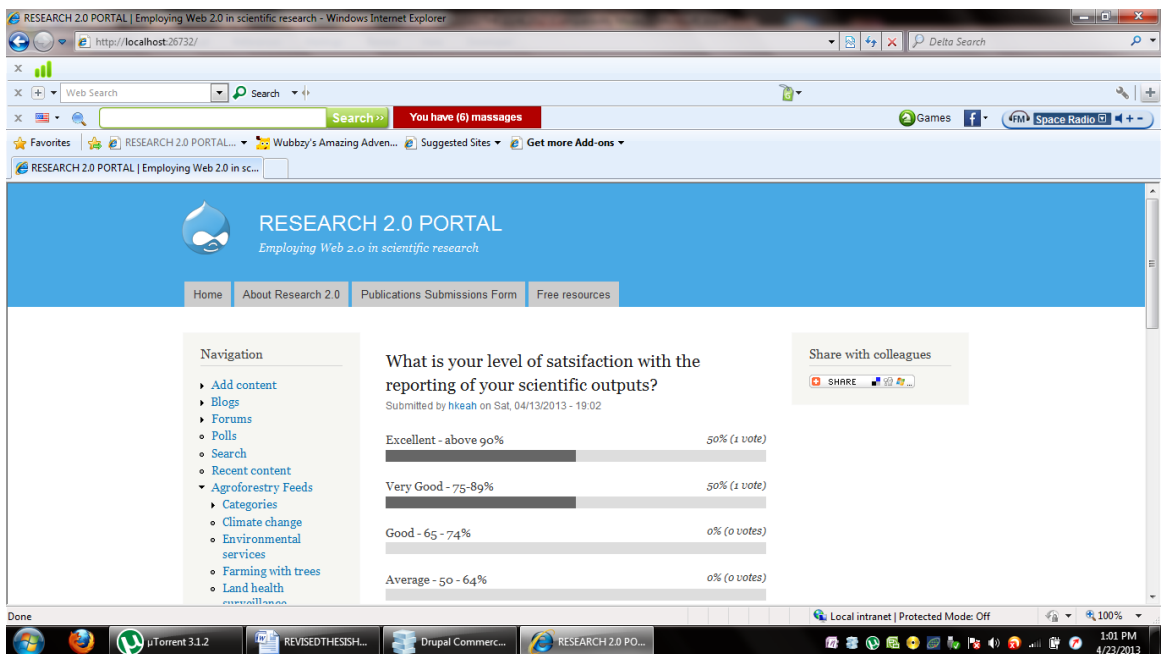 RESEARCH 2.0 PORTAL | Employing Web 2.0 in scientific research - Windows Internet Explorer
http://localhost:26732/
Delta Search
Web Search
Search
Search >>
You have (6) massages
Games
FM
Space Radio
Favorites
RESEARCH 2.0 PORTAL...
Wubbzy's Amazing Adven...
Suggested Sites
Get more Add-ons
RESEARCH 2.0 PORTAL | Employing Web 2.0 in sc...
RESEARCH 2.0 PORTAL
Employing Web 2.0 in scientific research
Home
About Research 2.0
Publications Submissions Form
Free resources
Navigation
Add content
Blogs
Forums
Polls
Search
Recent content
Agroforestry Feeds
Categories
Climate change
Environmental
services
Farming with trees
Land health
surveillance
What is your level of satsifaction with the
reporting of your scientific outputs?
Submitted by hkeah on Sat, 04/13/2013 - 19:02
Excellent - above 90%
50% (1 vote)
Very Good - 75-89%
50% (1 vote)
Good - 65 - 74%
0% (0 votes)
Average - 50 - 64%
0% (0 votes)
Share with colleagues
SHARE
Done
Local intranet | Protected Mode: Off
100%
µTorrent 3.1.2
REVISEDTHESISH...
Drupal Commerc...
RESEARCH 2.0 PO...
1:01 PM
4/23/2013